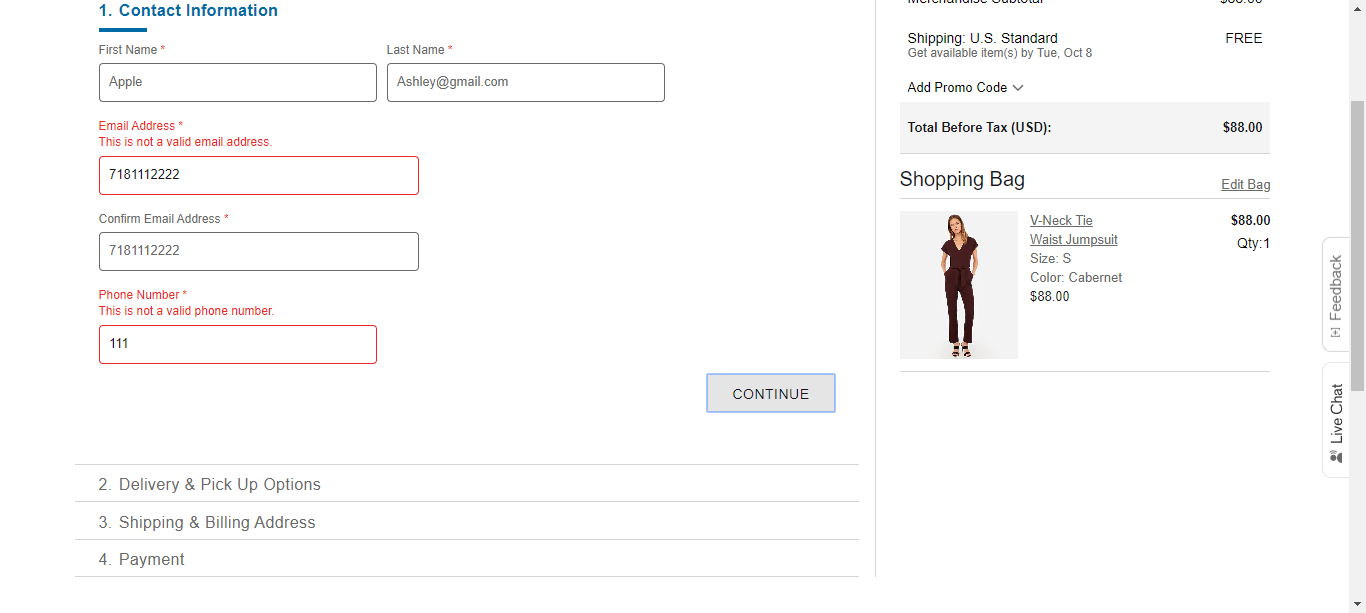 1. Contact Information
First Name *
Last Name *
Apple
Ashley@gmail.com
Email Address *
This is not a valid email address.
7181112222
Confirm Email Address *
7181112222
Phone Number *
This is not a valid phone number.
111
CONTINUE
2. Delivery & Pick Up Options
3. Shipping & Billing Address
4. Payment
Merchandise Subtotal
Shipping: U.S. Standard FREE
Get available item(s) by Tue, Oct 8
Add Promo Code
Total Before Tax (USD): $88.00
Shopping Bag
Edit Bag
V-Neck Tie $88.00
Waist Jumpsuit Qty:1
Size: S
Color: Cabernet
$88.00
Feedback
Live Chat